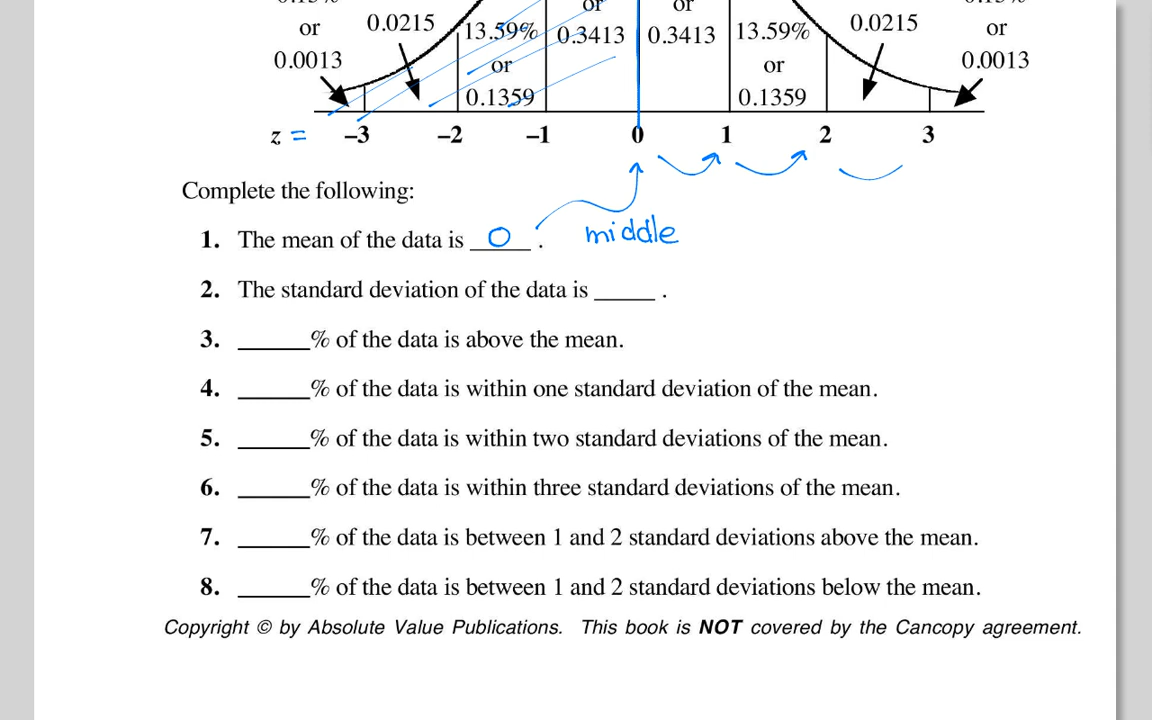 or 0.0215 or or 0.0215 or
13.59% 0.3413 0.3413 13.59%
0.0013 or or 0.0013
0.1359 0.1359
z = –3 –2 –1 0 1 2 3
Complete the following:
1. The mean of the data is 0 . middle
2. The standard deviation of the data is _____ .
3. ______% of the data is above the mean.
4. ______% of the data is within one standard deviation of the mean.
5. ______% of the data is within two standard deviations of the mean.
6. ______% of the data is within three standard deviations of the mean.
7. ______% of the data is between 1 and 2 standard deviations above the mean.
8. ______% of the data is between 1 and 2 standard deviations below the mean.
Copyright © by Absolute Value Publications. This book is NOT covered by the Cancopy agreement.